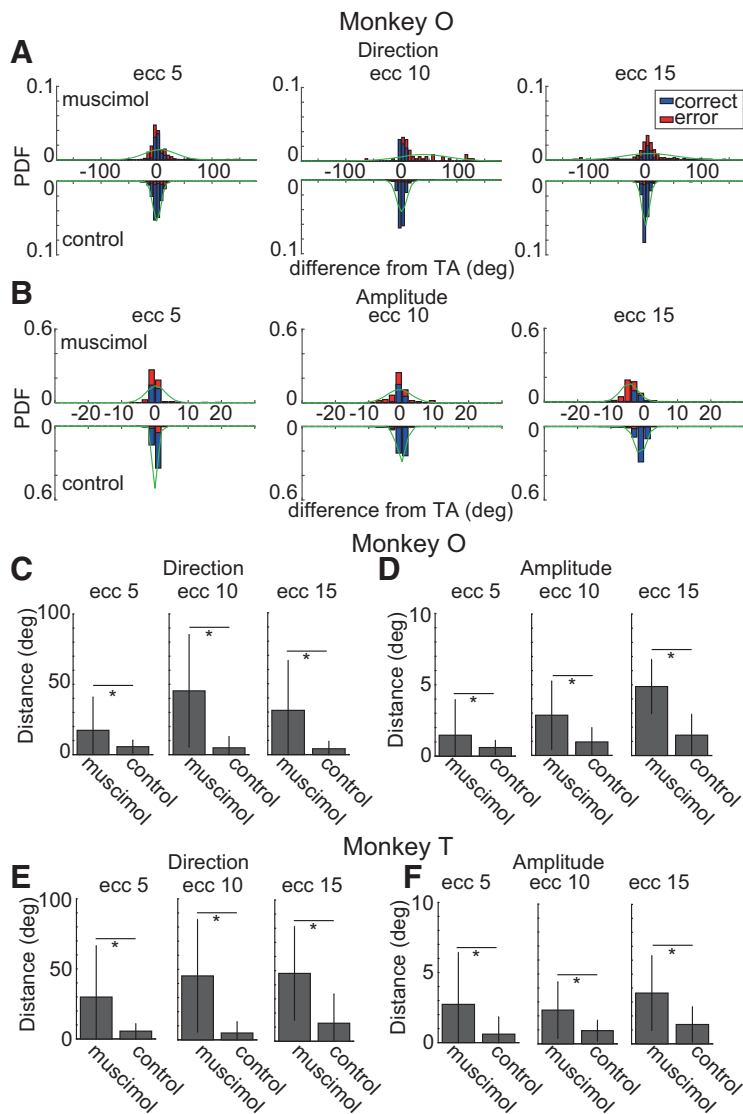 Monkey O
A
Direction
ecc 5
ecc 10
ecc 15
0.1
0.1
0.1
muscimol
correct
error
PDF
0
0
0
-100 0 100
-100 0 100
-100 0 100
control
0.1
0.1
0.1
difference from TA (deg)
B
Amplitude
ecc 5
ecc 10
ecc 15
0.6
0.6
0.6
muscimol
PDF
0
0
0
-20 -10 0 10 20
-20 -10 0 10 20
-20 -10 0 10 20
0
0
0
control
0.6
0.6
0.6
difference from TA (deg)
Monkey O
C
Direction
ecc 5
ecc 10
ecc 15
Distance (deg)
100
50
0
*
*
*
muscimol
control
muscimol
control
muscimol
control
D
Amplitude
ecc 5
ecc 10
ecc 15
Distance (deg)
10
5
0
*
*
*
muscimol
control
muscimol
control
muscimol
control
Monkey T
E
Direction
ecc 5
ecc 10
ecc 15
Distance (deg)
100
50
0
*
*
*
muscimol
control
muscimol
control
muscimol
control
F
Amplitude
ecc 5
ecc 10
ecc 15
Distance (deg)
10
5
0
*
*
*
muscimol
control
muscimol
control
muscimol
control